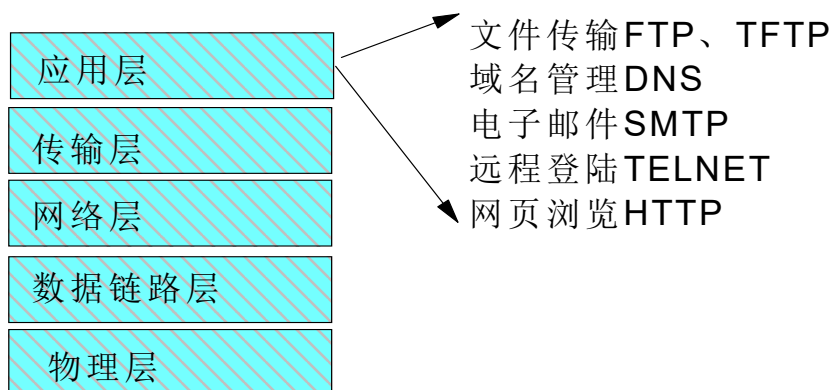 应用层
传输层
网络层
数据链路层
物理层
文件传输FTP、TFTP
域名管理DNS
电子邮件SMTP
远程登陆TELNET
网页浏览HTTP